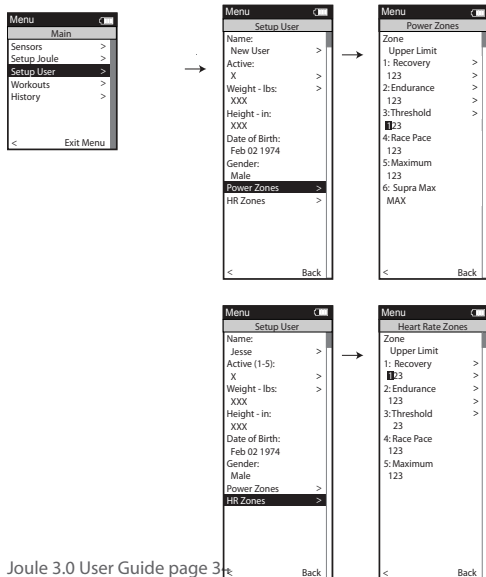 Menu
Main
Sensors >
Setup Joule >
Setup User >
Workouts >
History >
< Exit Menu
Menu
Setup User
Name:
New User >
Active:
X >
Weight - lbs: >
XXX
Height - in:
XXX
Date of Birth:
Feb 02 1974
Gender:
Male
Power Zones >
HR Zones >
< Back
Menu
Power Zones
Zone
Upper Limit
1: Recovery >
123 >
2: Endurance >
123 >
3: Threshold >
123
4: Race Pace
123
5: Maximum
123
6: Supra Max
MAX
< Back
Menu
Setup User
Name:
Jesse >
Active (1-5):
X >
Weight - lbs: >
XXX
Height - in:
XXX
Date of Birth:
Feb 02 1974
Gender:
Male
Power Zones >
HR Zones >
< Back
Menu
Heart Rate Zones
Zone
Upper Limit
1: Recovery >
123 >
2: Endurance >
123 >
3: Threshold >
23
4: Race Pace
123
5: Maximum
123
< Back
Joule 3.0 User Guide page 3-